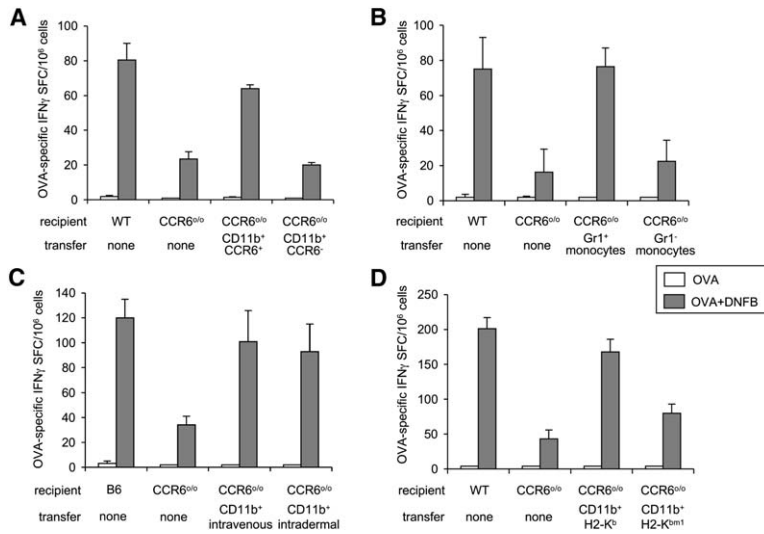 A
OVA-specific IFNγ SFC/10⁶ cells
100
80
60
40
20
0
recipient WT CCR6o/o CCR6o/o CCR6o/o
transfer none none CD11b⁺ CD11b⁺
CCR6⁺ CCR6⁻
B
OVA-specific IFNγ SFC/10⁶ cells
100
80
60
40
20
0
recipient WT CCR6o/o CCR6o/o CCR6o/o
transfer none none Gr1⁺ Gr1⁻
monocytes monocytes
OVA
OVA+DNFB
C
OVA-specific IFNγ SFC/10⁶ cells
140
120
100
80
60
40
20
0
recipient B6 CCR6o/o CCR6o/o CCR6o/o
transfer none none CD11b⁺ CD11b⁺
intravenous intradermal
D
OVA-specific IFNγ SFC/10⁶ cells
250
200
150
100
50
0
recipient WT CCR6o/o CCR6o/o CCR6o/o
transfer none none CD11b⁺ CD11b⁺
H2-Kᵇ H2-Kbm1